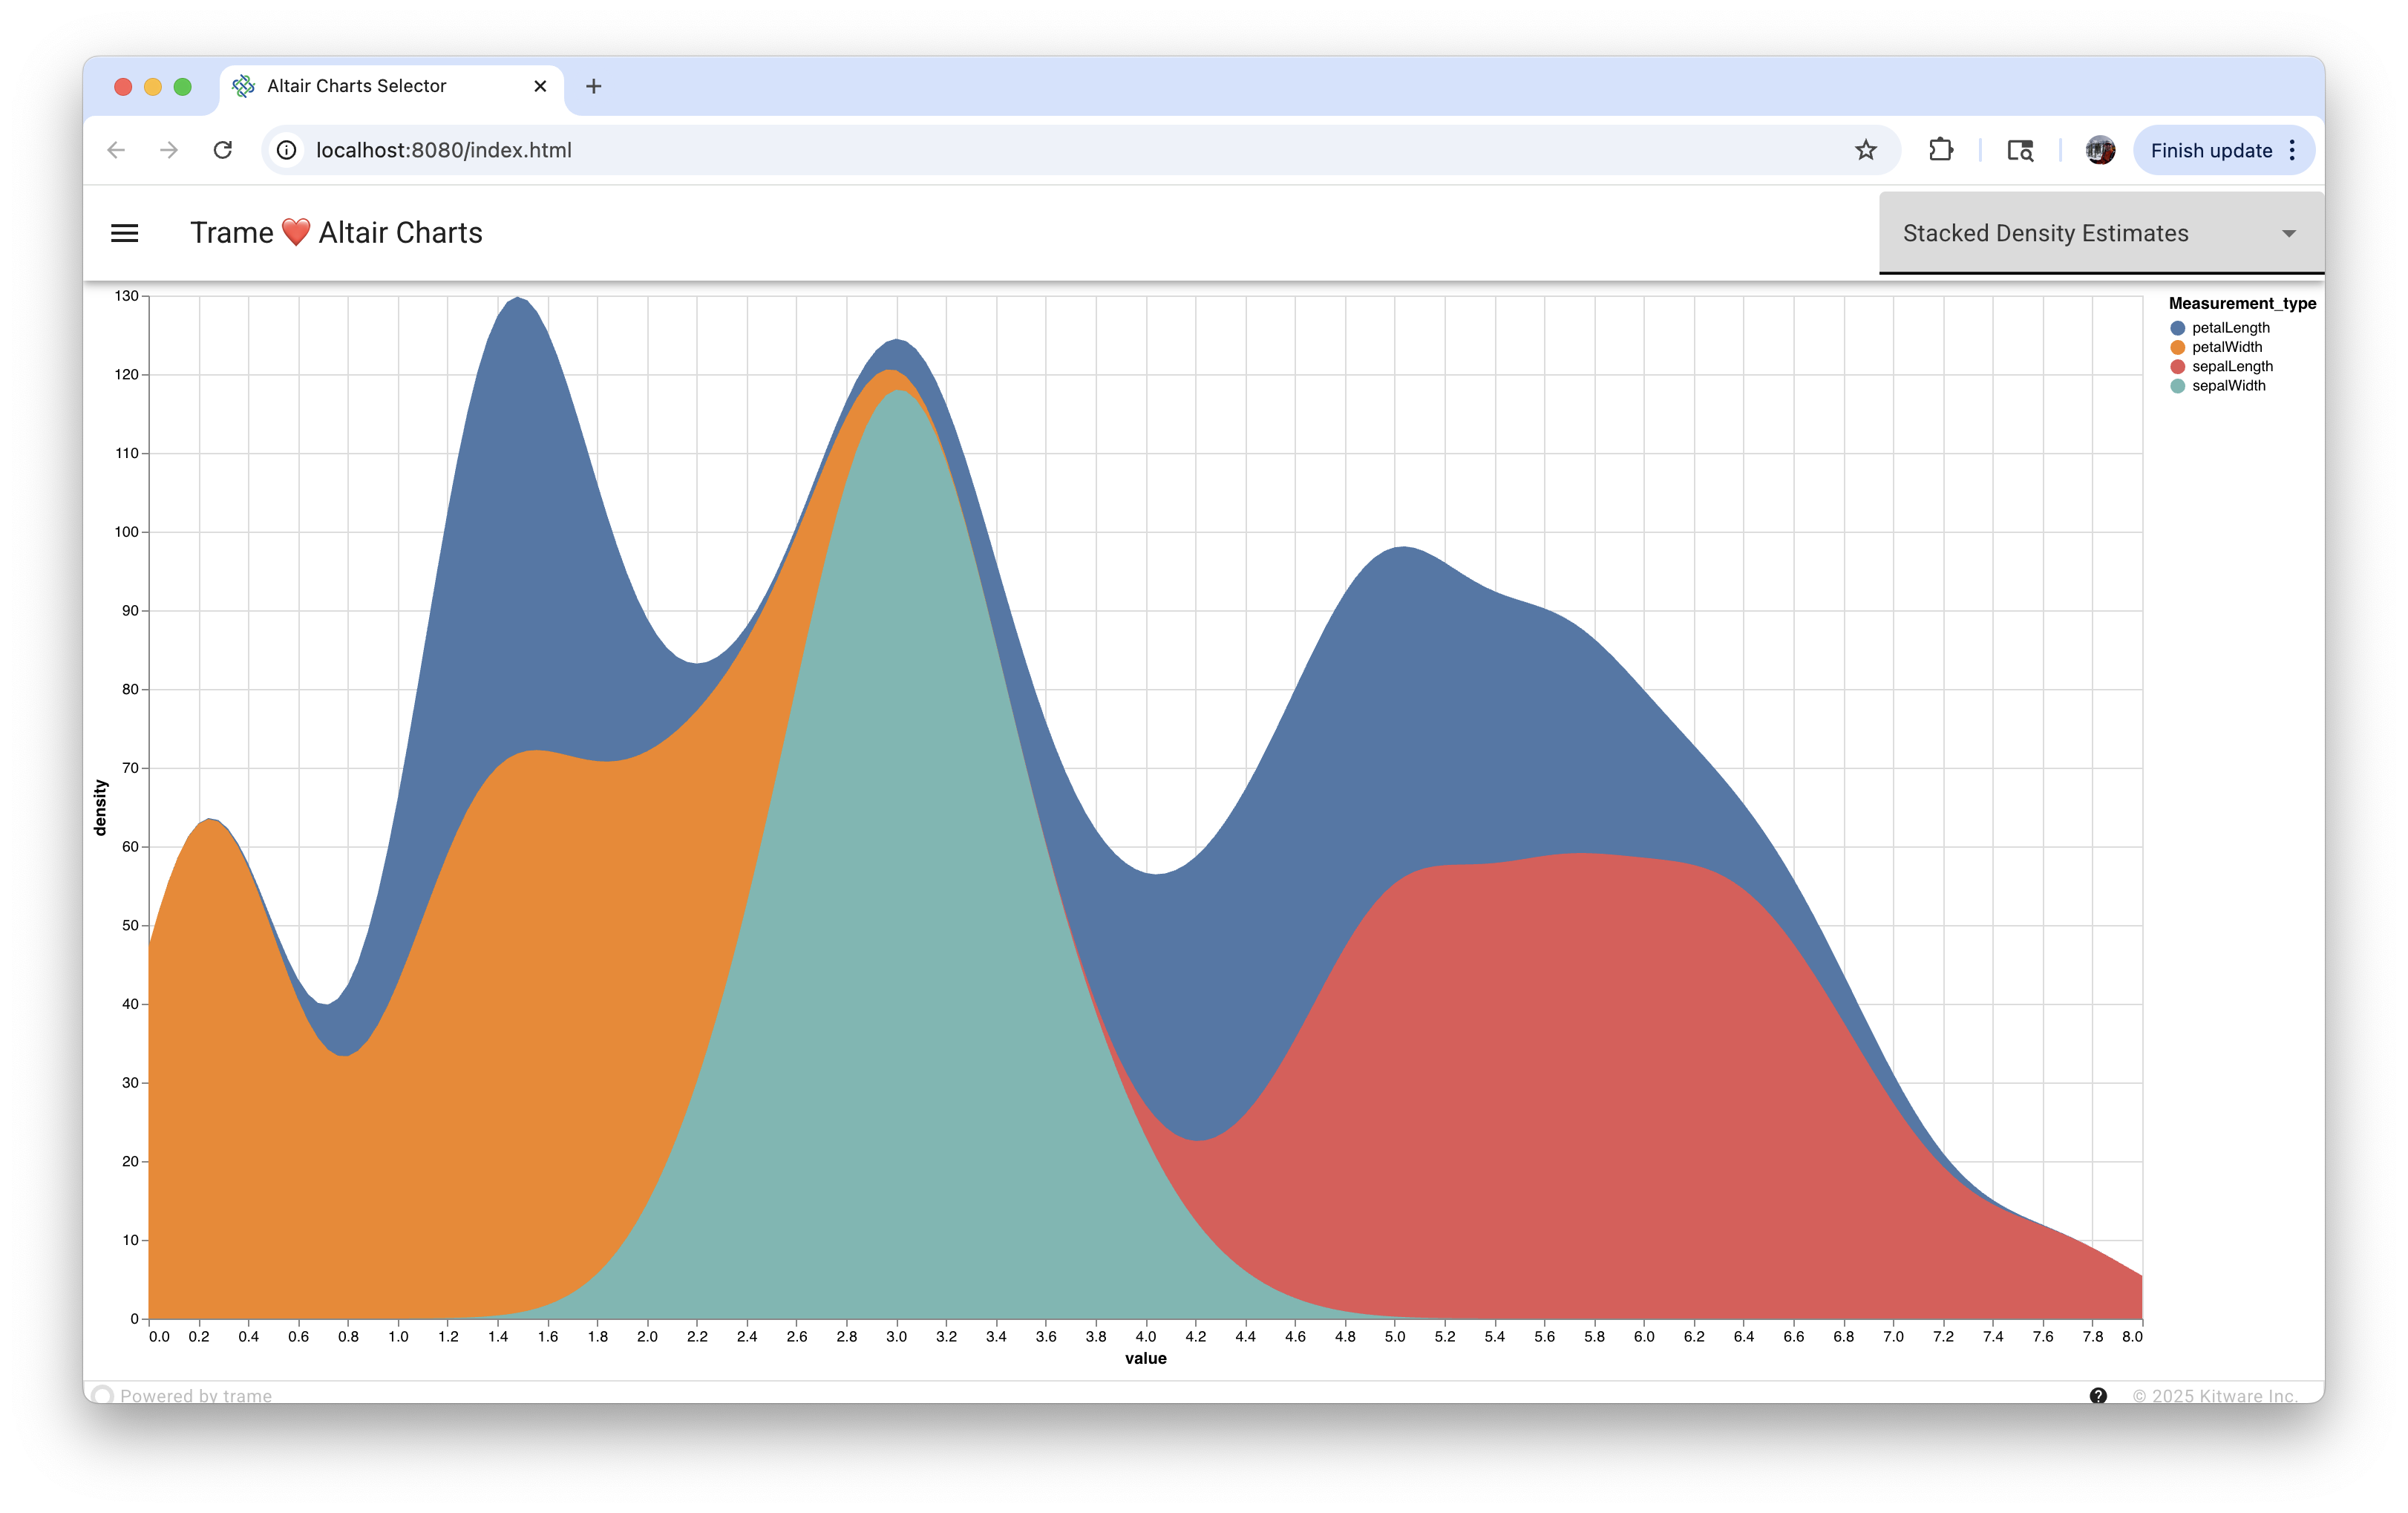 Altair Charts Selector
localhost:8080/index.html
Finish update
Trame ❤️ Altair Charts
Stacked Density Estimates
130
120
110
100
90
80
70
60
50
40
30
20
10
0
density
0.0 0.2 0.4 0.6 0.8 1.0 1.2 1.4 1.6 1.8 2.0 2.2 2.4 2.6 2.8 3.0 3.2 3.4 3.6 3.8 4.0 4.2 4.4 4.6 4.8 5.0 5.2 5.4 5.6 5.8 6.0 6.2 6.4 6.6 6.8 7.0 7.2 7.4 7.6 7.8 8.0
value
Measurement_type
petalLength
petalWidth
sepalLength
sepalWidth
Powered by trame
© 2025 Kitware Inc.